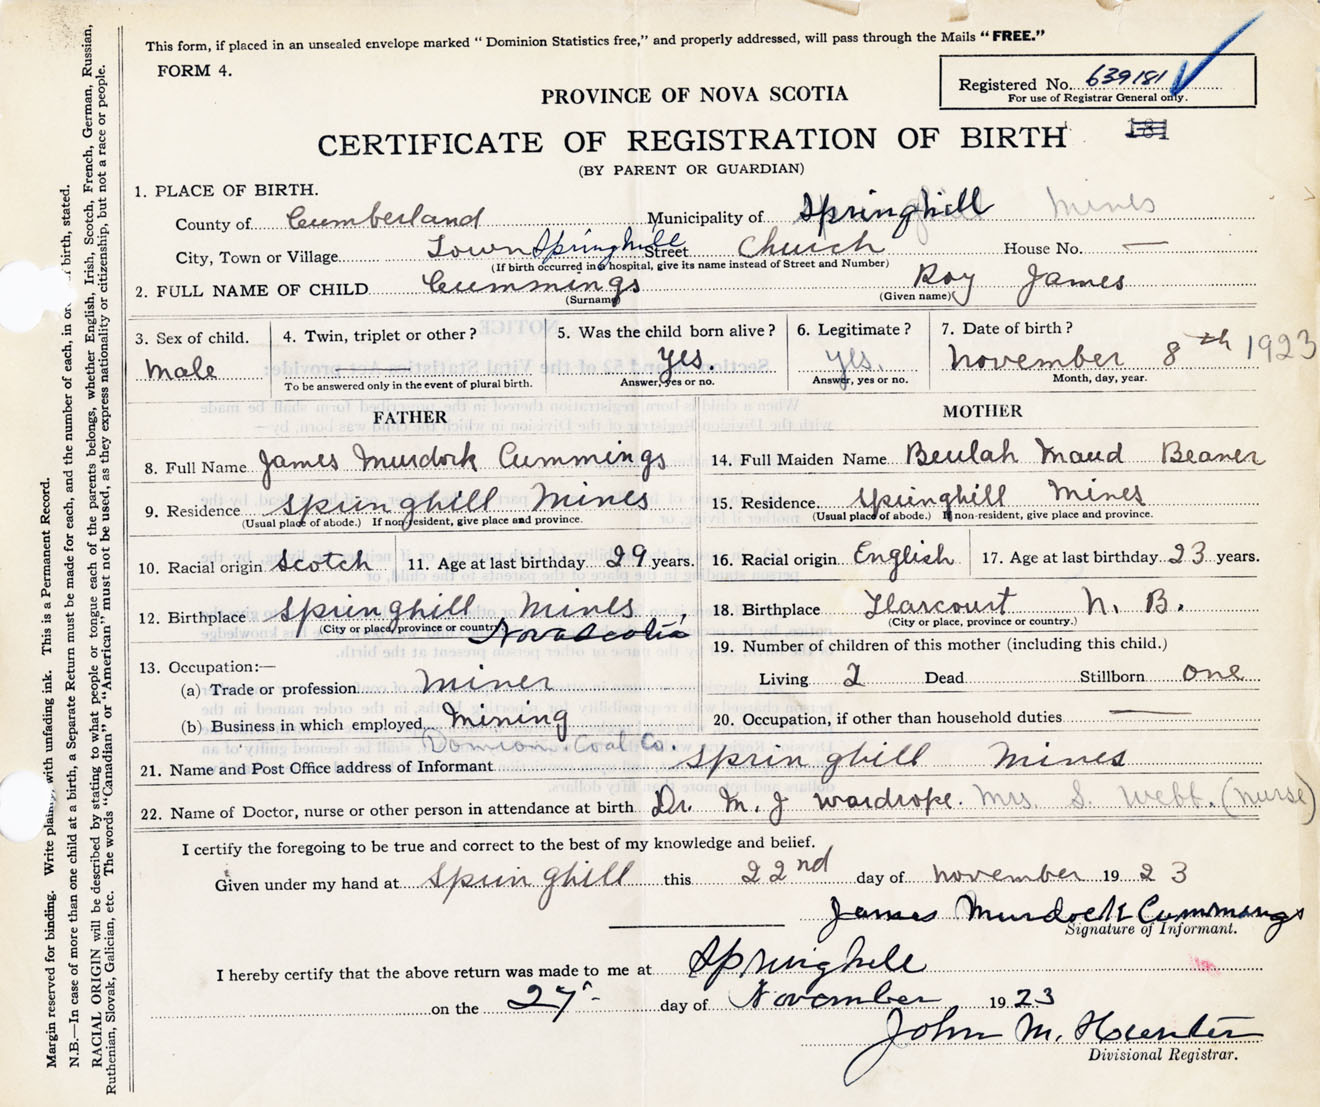 This form, if placed in an unsealed envelope marked " Dominion Statistics free," and properly addressed, will pass through the Mails "FREE."
FORM 4.
Registered No. 639181
For use of Registrar General only.
PROVINCE OF NOVA SCOTIA
CERTIFICATE OF REGISTRATION OF BIRTH
181
(BY PARENT OR GUARDIAN)
1. PLACE OF BIRTH.
County of Cumberland Municipality of Springhill Mines
City, Town or Village Town Springhill Street Church House No. —
(If birth occurred in a hospital, give its name instead of Street and Number)
2. FULL NAME OF CHILD Cummings Roy James
(Surname) (Given name)
3. Sex of child. 4. Twin, triplet or other? 5. Was the child born alive? 6. Legitimate? 7. Date of birth?
Male Yes. Yes. November 8th 1923
To be answered only in the event of plural birth. Answer, yes or no. Answer, yes or no. Month, day, year.
FATHER
8. Full Name James Murdock Cummings
9. Residence Springhill Mines
(Usual place of abode.) If non-resident, give place and province.
10. Racial origin Scotch 11. Age at last birthday 29 years.
12. Birthplace Springhill Mines
(City or place, province or country) Nova Scotia
13. Occupation:—
(a) Trade or profession Miner
(b) Business in which employed Mining
Domion Coal Co.
MOTHER
14. Full Maiden Name Beulah Maud Beaner
15. Residence Springhill Mines
(Usual place of abode.) If non-resident, give place and province.
16. Racial origin English 17. Age at last birthday 23 years.
18. Birthplace Harcourt N. B.
(City or place, province or country.)
19. Number of children of this mother (including this child.)
Living 2 Dead Stillborn one
20. Occupation, if other than household duties —
21. Name and Post Office address of Informant Springhill Mines
22. Name of Doctor, nurse or other person in attendance at birth Dr. M. J Wardrope. Mrs. S. Webb. (Nurse)
I certify the foregoing to be true and correct to the best of my knowledge and belief.
Given under my hand at Springhill this 22nd day of November 1923
James Murdock Cummings
Signature of Informant.
I hereby certify that the above return was made to me at Springhill
on the 27 day of November 1923
John M. Hunter
Divisional Registrar.
Margin reserved for binding. Write plainly, with unfading ink. This is a Permanent Record.
N.B.—In case of more than one child at a birth, a Separate Return must be made for each, and the number of each, in birth, stated.
RACIAL ORIGIN will be described by stating to what people or tongue each of the parents belongs, whether English, Irish, Scotch, French, German, Russian,
Ruthenian, Slovak, Galician, etc. The words "Canadian" or "American" must not be used, as they express nationality or citizenship, but not a race or people.